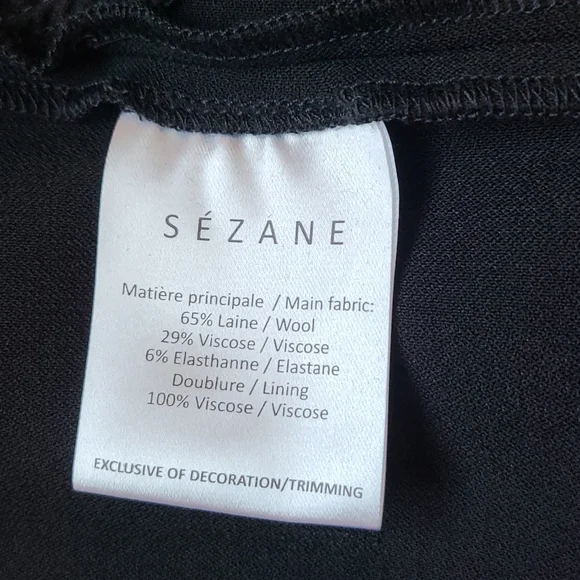 SÉZANE
Matière principale / Main fabric:
65% Laine / Wool
29% Viscose / Viscose
6% Elasthanne / Elastane
Doublure / Lining
100% Viscose / Viscose
EXCLUSIVE OF DECORATION/TRIMMING